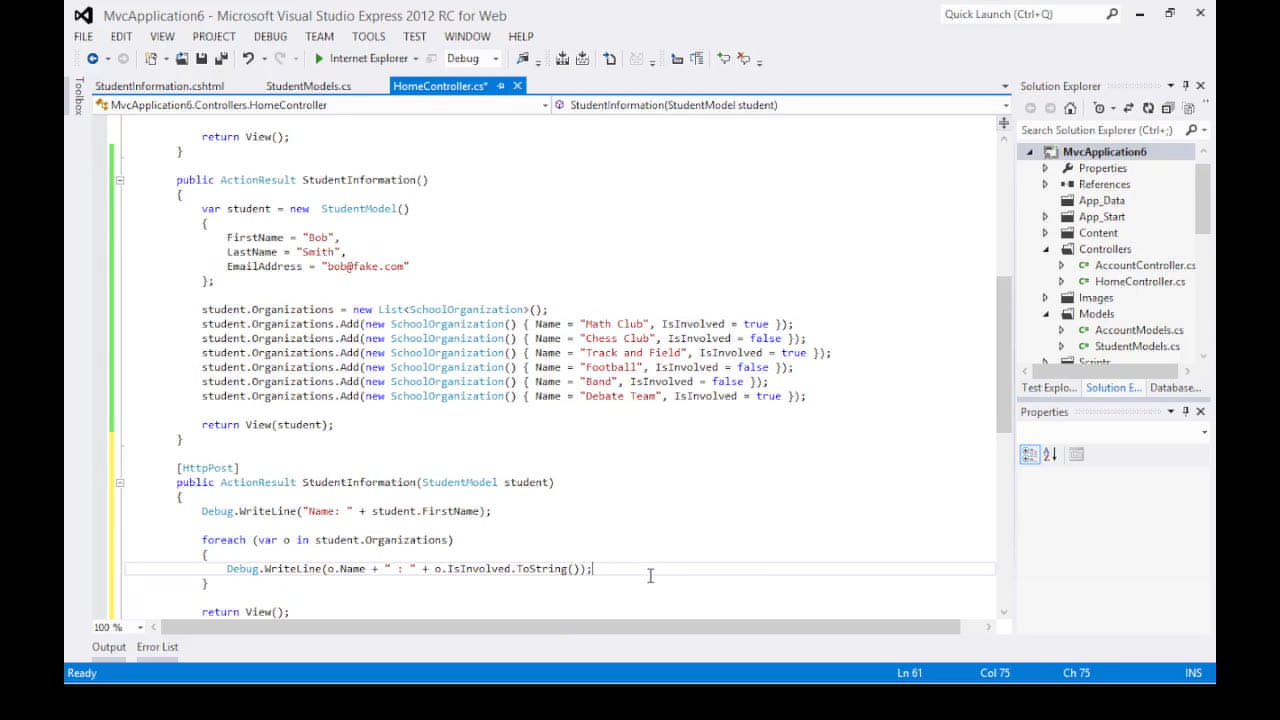 MvcApplication6 - Microsoft Visual Studio Express 2012 RC for Web
Quick Launch (Ctrl+Q)
FILE EDIT VIEW PROJECT DEBUG TEAM TOOLS TEST WINDOW HELP
Internet Explorer
Debug
Toolbox
StudentInformation.cshtml
StudentModels.cs
HomeController.cs*
MvcApplication6.Controllers.HomeController
StudentInformation(StudentModel student)
return View();
}
public ActionResult StudentInformation()
{
var student = new  StudentModel()
{
FirstName = "Bob",
LastName = "Smith",
EmailAddress = "bob@fake.com"
};
student.Organizations = new List<SchoolOrganization>();
student.Organizations.Add(new SchoolOrganization() { Name = "Math Club", IsInvolved = true });
student.Organizations.Add(new SchoolOrganization() { Name = "Chess Club", IsInvolved = false });
student.Organizations.Add(new SchoolOrganization() { Name = "Track and Field", IsInvolved = true });
student.Organizations.Add(new SchoolOrganization() { Name = "Football", IsInvolved = false });
student.Organizations.Add(new SchoolOrganization() { Name = "Band", IsInvolved = false });
student.Organizations.Add(new SchoolOrganization() { Name = "Debate Team", IsInvolved = true });
return View(student);
}
[HttpPost]
public ActionResult StudentInformation(StudentModel student)
{
Debug.WriteLine("Name: " + student.FirstName);
foreach (var o in student.Organizations)
{
Debug.WriteLine(o.Name + " : " + o.IsInvolved.ToString());
}
return View();
100 %
Output
Error List
Solution Explorer
Search Solution Explorer (Ctrl+;)
MvcApplication6
Properties
References
App_Data
App_Start
Content
Controllers
C# AccountController.cs
C# HomeController.cs
Images
Models
C# AccountModels.cs
C# StudentModels.cs
Scripts
Test Explo...
Solution E...
Database...
Properties
Ready
Ln 61
Col 75
Ch 75
INS